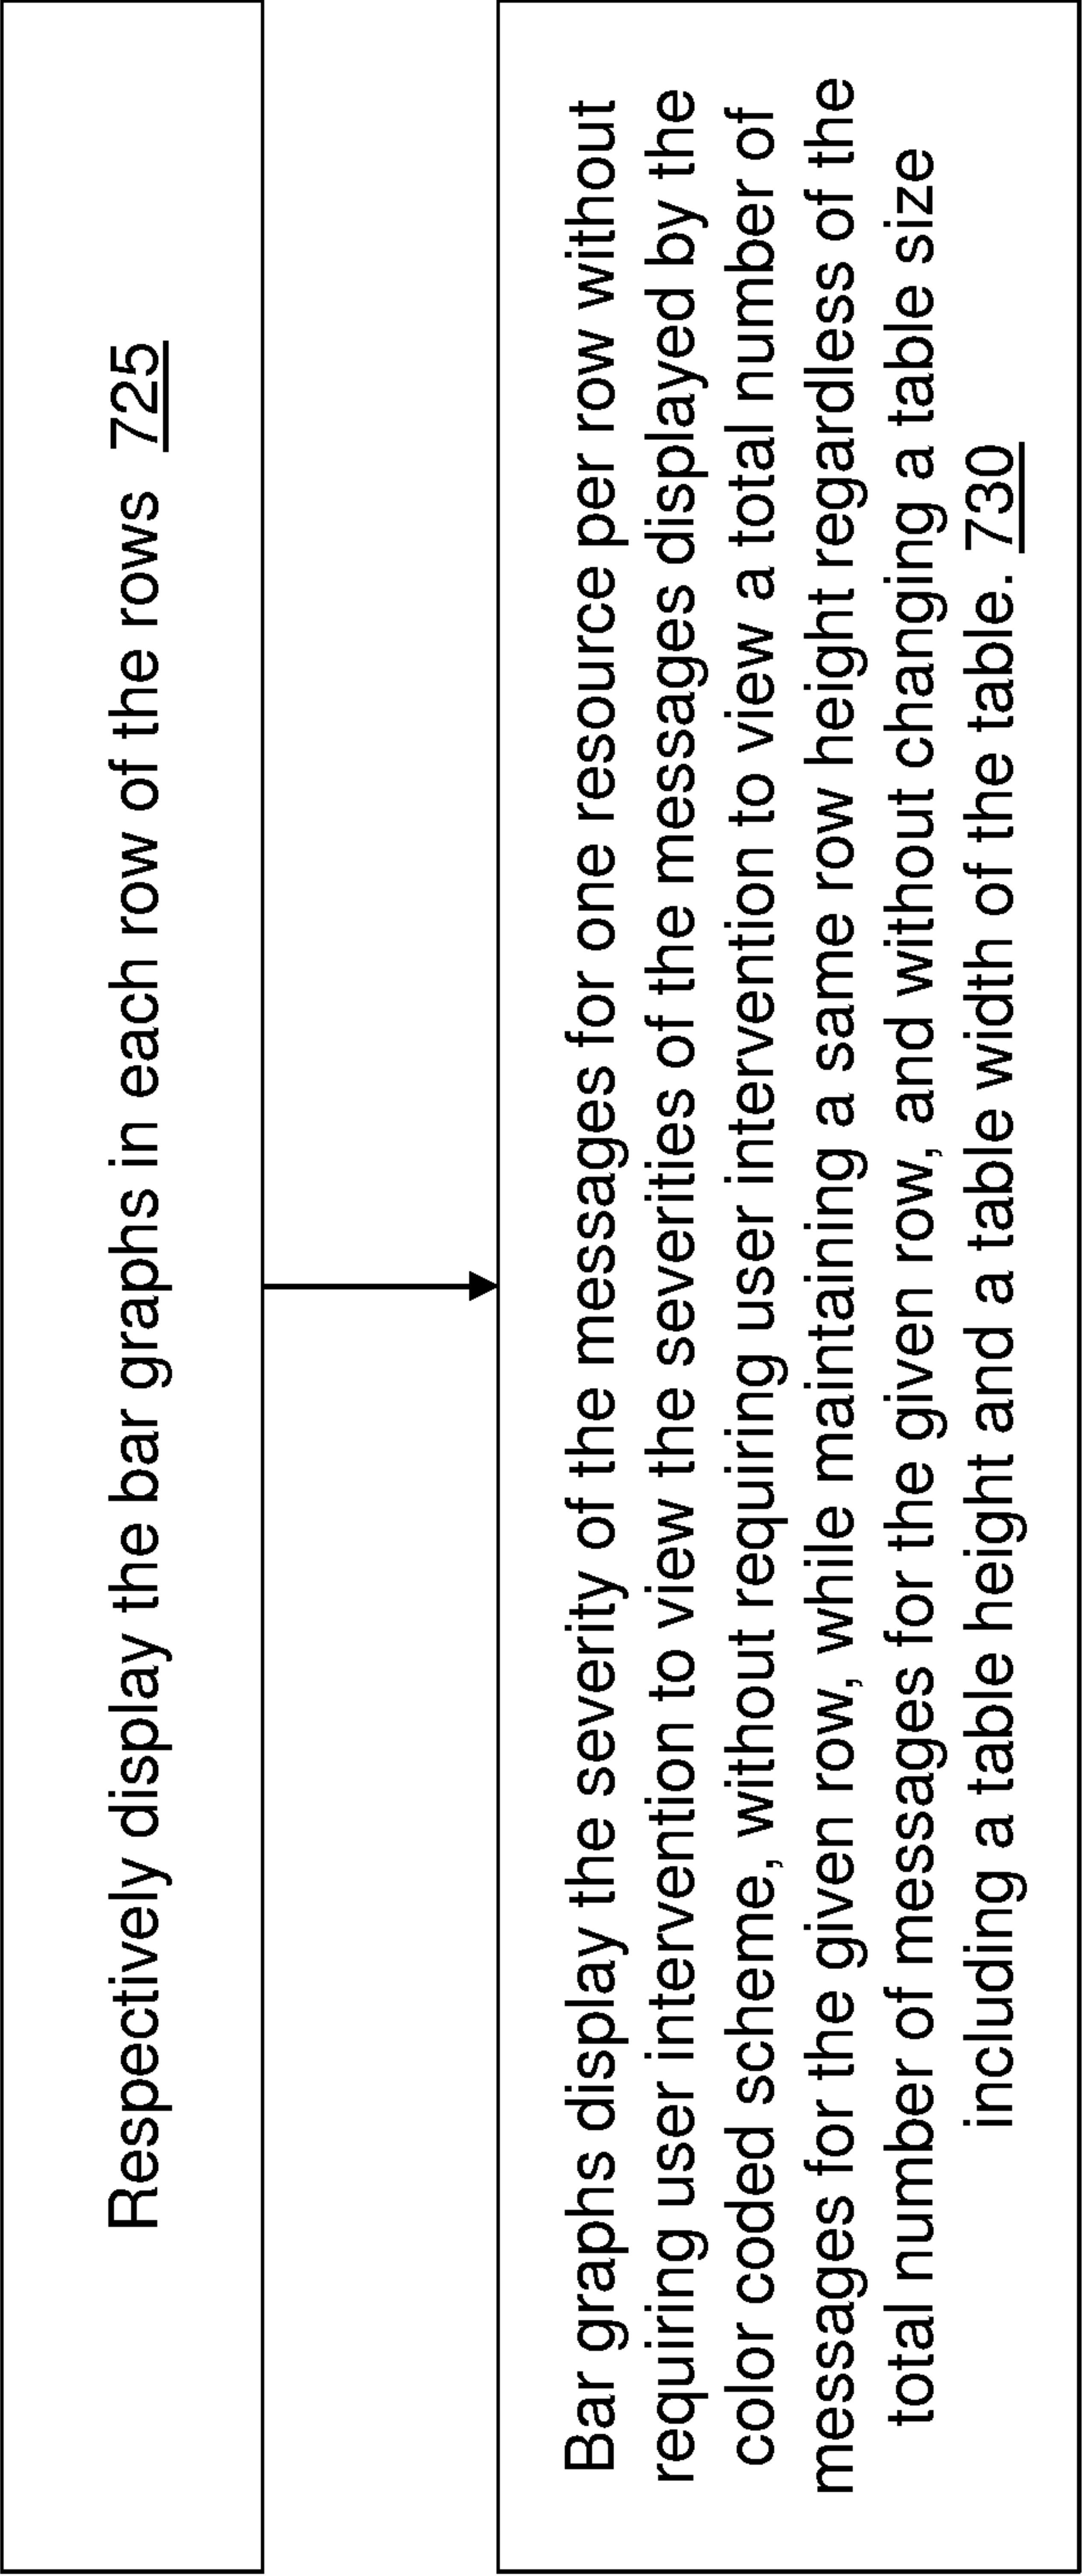 Respectively display the bar graphs in each row of the rows 725
Bar graphs display the severity of the messages for one resource per row without
requiring user intervention to view the severities of the messages displayed by the
color coded scheme, without requiring user intervention to view a total number of
messages for the given row, while maintaining a same row height regardless of the
total number of messages for the given row, and without changing a table size
including a table height and a table width of the table. 730